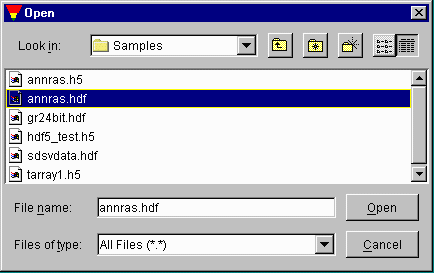 Open
Look in: Samples
annras.h5
annras.hdf
gr24bit.hdf
hdf5_test.h5
sdsvdata.hdf
tarray1.h5
File name: annras.hdf Open
Files of type: All Files (*.*) Cancel